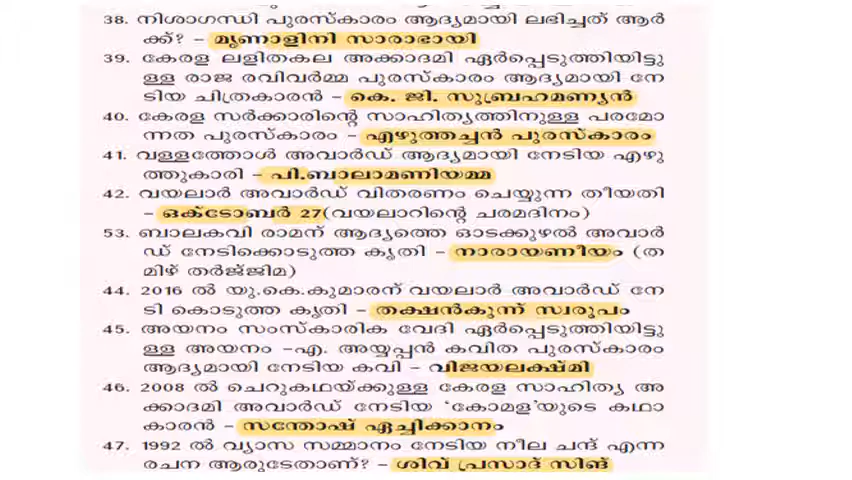 38. നിശാഗന്ധി പുരസ്കാരം ആദ്യമായി ലഭിച്ചത് ആർ
ക്ക്? – മൃണാളിനി സാരാഭായി
39. കേരള ലളിതകല അക്കാദമി ഏർപ്പെടുത്തിയിട്ടു
ള്ള രാജ രവിവർമ്മ പുരസ്കാരം ആദ്യമായി നേ
ടിയ ചിത്രകാരൻ – കെ. ജി. സുബ്രഹമണ്യൻ
40. കേരള സർക്കാരിന്റെ സാഹിത്യത്തിനുള്ള പരമോ
ന്നത പുരസ്കാരം – എഴുത്തച്ചൻ പുരസ്കാരം
41. വള്ളത്തോൾ അവാർഡ് ആദ്യമായി നേടിയ എഴു
ത്തുകാരി – പി.ബാലാമണിയമ്മ
42. വയലാർ അവാർഡ് വിതരണം ചെയ്യുന്ന തീയതി
– ഒക്ടോബർ 27(വയലാറിന്റെ ചരമദിനം)
53. ബാലകവി രാമന് ആദ്യത്തെ ഓടക്കുഴൽ അവാർ
ഡ് നേടിക്കൊടുത്ത കൃതി – നാരായണീയം (ത
മിഴ് തർജ്ജിമ)
44. 2016 ൽ യു.കെ.കുമാരന് വയലാർ അവാർഡ് നേ
ടി കൊടുത്ത കൃതി – തക്ഷൻകുന്ന് സ്വരൂപം
45. അയനം സംസ്കാരിക വേദി ഏർപ്പെടുത്തിയിട്ടു
ള്ള അയനം –എ. അയ്യപ്പൻ കവിത പുരസ്കാരം
ആദ്യമായി നേടിയ കവി – വിജയലക്ഷ്മി
46. 2008 ൽ ചെറുകഥയ്ക്കുള്ള കേരള സാഹിത്യ അ
ക്കാദമി അവാർഡ് നേടിയ 'കോമള'യുടെ കഥാ
കാരൻ – സന്തോഷ് ഏച്ചിക്കാനം
47. 1992 ൽ വ്യാസ സമ്മാനം നേടിയ നീല ചന്ദ് എന്ന
രചന ആരുടേതാണ്? – ശിവ് പ്രസാദ് സിങ്